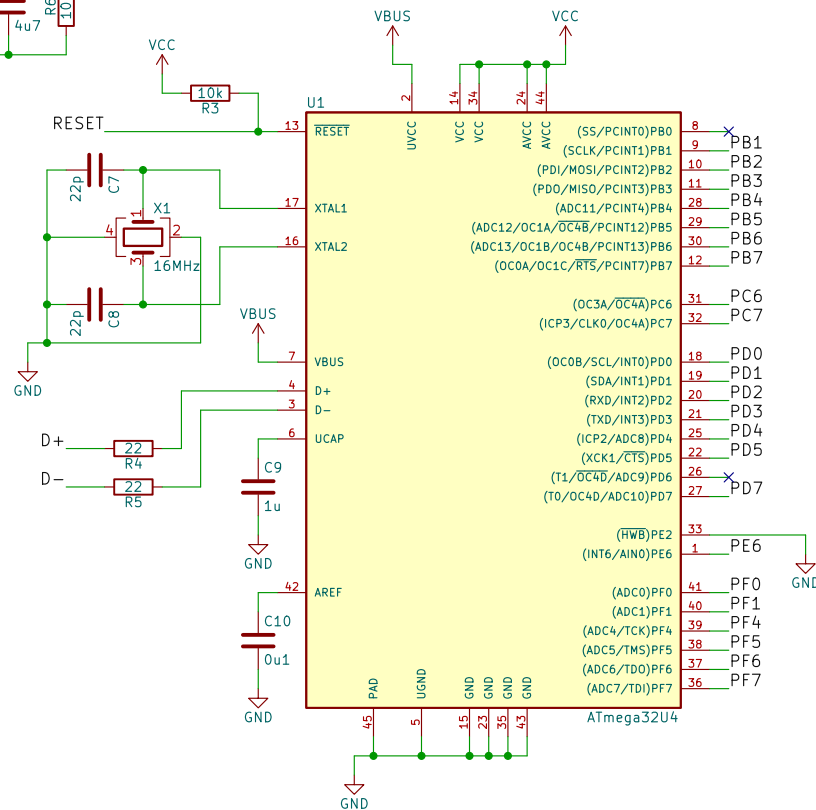 4u7
R6
10
VBUS
VCC
VCC
10k
R3
U1
2
UVCC
14
VCC
34
VCC
24
AVCC
44
AVCC
RESET
13
RESET
22p
C7
17
XTAL1
16
XTAL2
X1
1
4
2
3
16MHz
22p
C8
GND
VBUS
7
VBUS
4
D+
3
D-
6
UCAP
D+
22
R4
D-
22
R5
C9
1u
GND
42
AREF
C10
0u1
GND
(SS/PCINT0)PB0 8
(SCLK/PCINT1)PB1 9 PB1
(PDI/MOSI/PCINT2)PB2 10 PB2
(PDO/MISO/PCINT3)PB3 11 PB3
(ADC11/PCINT4)PB4 28 PB4
(ADC12/OC1A/OC4B/PCINT12)PB5 29 PB5
(ADC13/OC1B/OC4B/PCINT13)PB6 30 PB6
(OC0A/OC1C/RTS/PCINT7)PB7 12 PB7
(OC3A/OC4A)PC6 31 PC6
(ICP3/CLK0/OC4A)PC7 32 PC7
(OC0B/SCL/INT0)PD0 18 PD0
(SDA/INT1)PD1 19 PD1
(RXD/INT2)PD2 20 PD2
(TXD/INT3)PD3 21 PD3
(ICP2/ADC8)PD4 25 PD4
(XCK1/CTS)PD5 22 PD5
(T1/OC4D/ADC9)PD6 26
(T0/OC4D/ADC10)PD7 27 PD7
(HWB)PE2 33
(INT6/AIN0)PE6 1 PE6
GND
(ADC0)PF0 41 PF0
(ADC1)PF1 40 PF1
(ADC4/TCK)PF4 39 PF4
(ADC5/TMS)PF5 38 PF5
(ADC6/TDO)PF6 37 PF6
(ADC7/TDI)PF7 36 PF7
PAD
45
UGND
5
GND
15
GND
23
GND
35
GND
43
ATmega32U4
GND